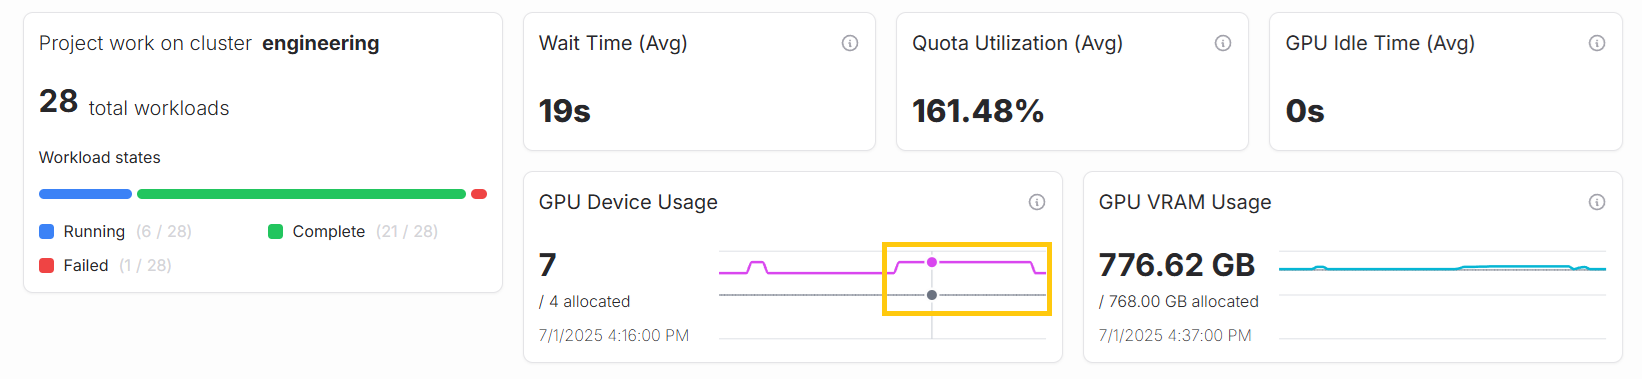 Project work on cluster engineering
28 total workloads
Workload states
Running (6 / 28)
Complete (21 / 28)
Failed (1 / 28)
Wait Time (Avg)
19s
Quota Utilization (Avg)
161.48%
GPU Idle Time (Avg)
0s
GPU Device Usage
7
/ 4 allocated
7/1/2025 4:16:00 PM
GPU VRAM Usage
776.62 GB
/ 768.00 GB allocated
7/1/2025 4:37:00 PM